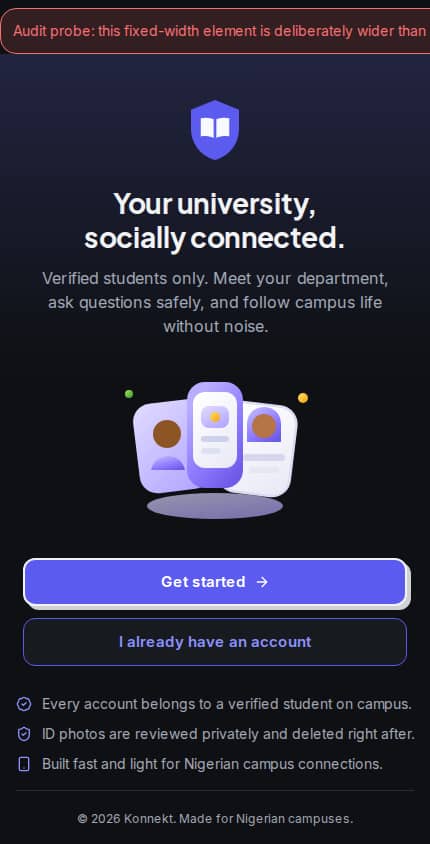 Audit probe: this fixed-width element is deliberately wider than
Your university,
socially connected.
Verified students only. Meet your department,
ask questions safely, and follow campus life
without noise.
Get started →
I already have an account
Every account belongs to a verified student on campus.
ID photos are reviewed privately and deleted right after.
Built fast and light for Nigerian campus connections.
© 2026 Konnekt. Made for Nigerian campuses.